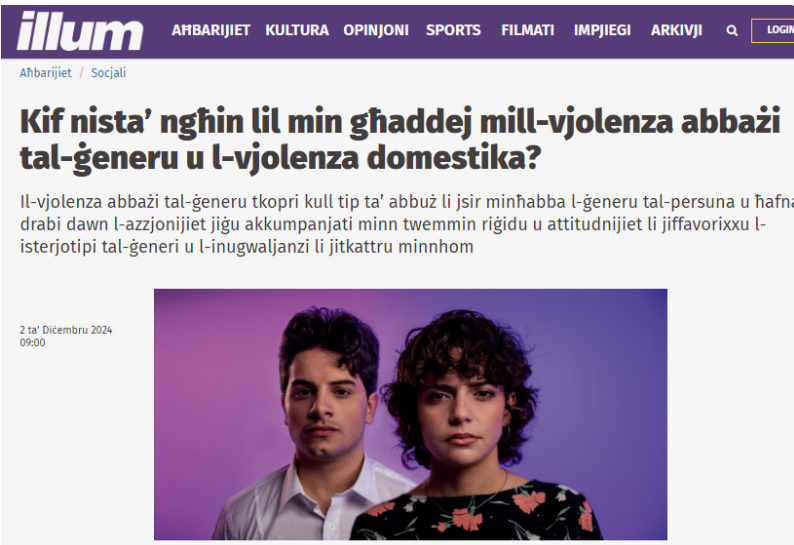 illum
AĦBARIJIET KULTURA OPINJONI SPORTS FILMATI IMPJIEGI ARKIVJI LOGIN
Aħbarijiet / Socjali
Kif nista’ ngħin lil min għaddej mill-vjolenza abbażi
tal-ġeneru u l-vjolenza domestika?
Il-vjolenza abbażi tal-ġeneru tkopri kull tip ta’ abbuż li jsir minħabba l-ġeneru tal-persuna u ħafna
drabi dawn l-azzjonijiet jiġu akkumpanjati minn twemmin riġidu u attitudnijiet li jiffavorixxu l-
isterjotipi tal-ġeneri u l-inugwaljanzi li jitkattru minnhom
2 ta' Diċembru 2024
09:00